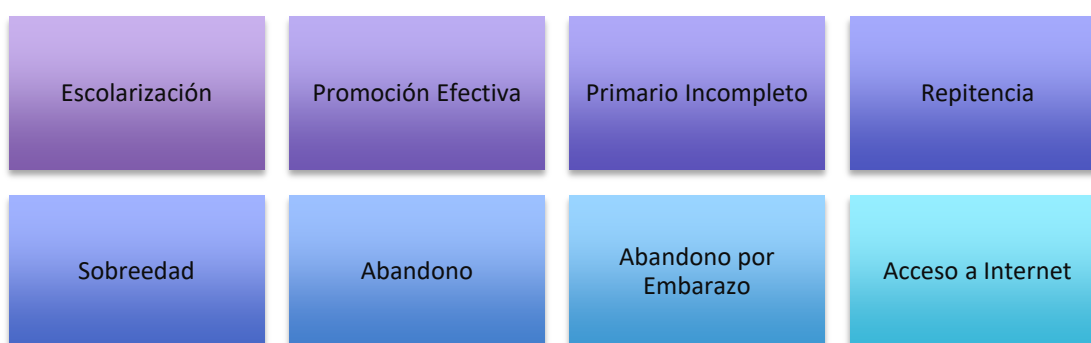 Escolarización
Promoción Efectiva
Primario Incompleto
Repitencia
Sobreedad
Abandono
Abandono por
Embarazo
Acceso a Internet